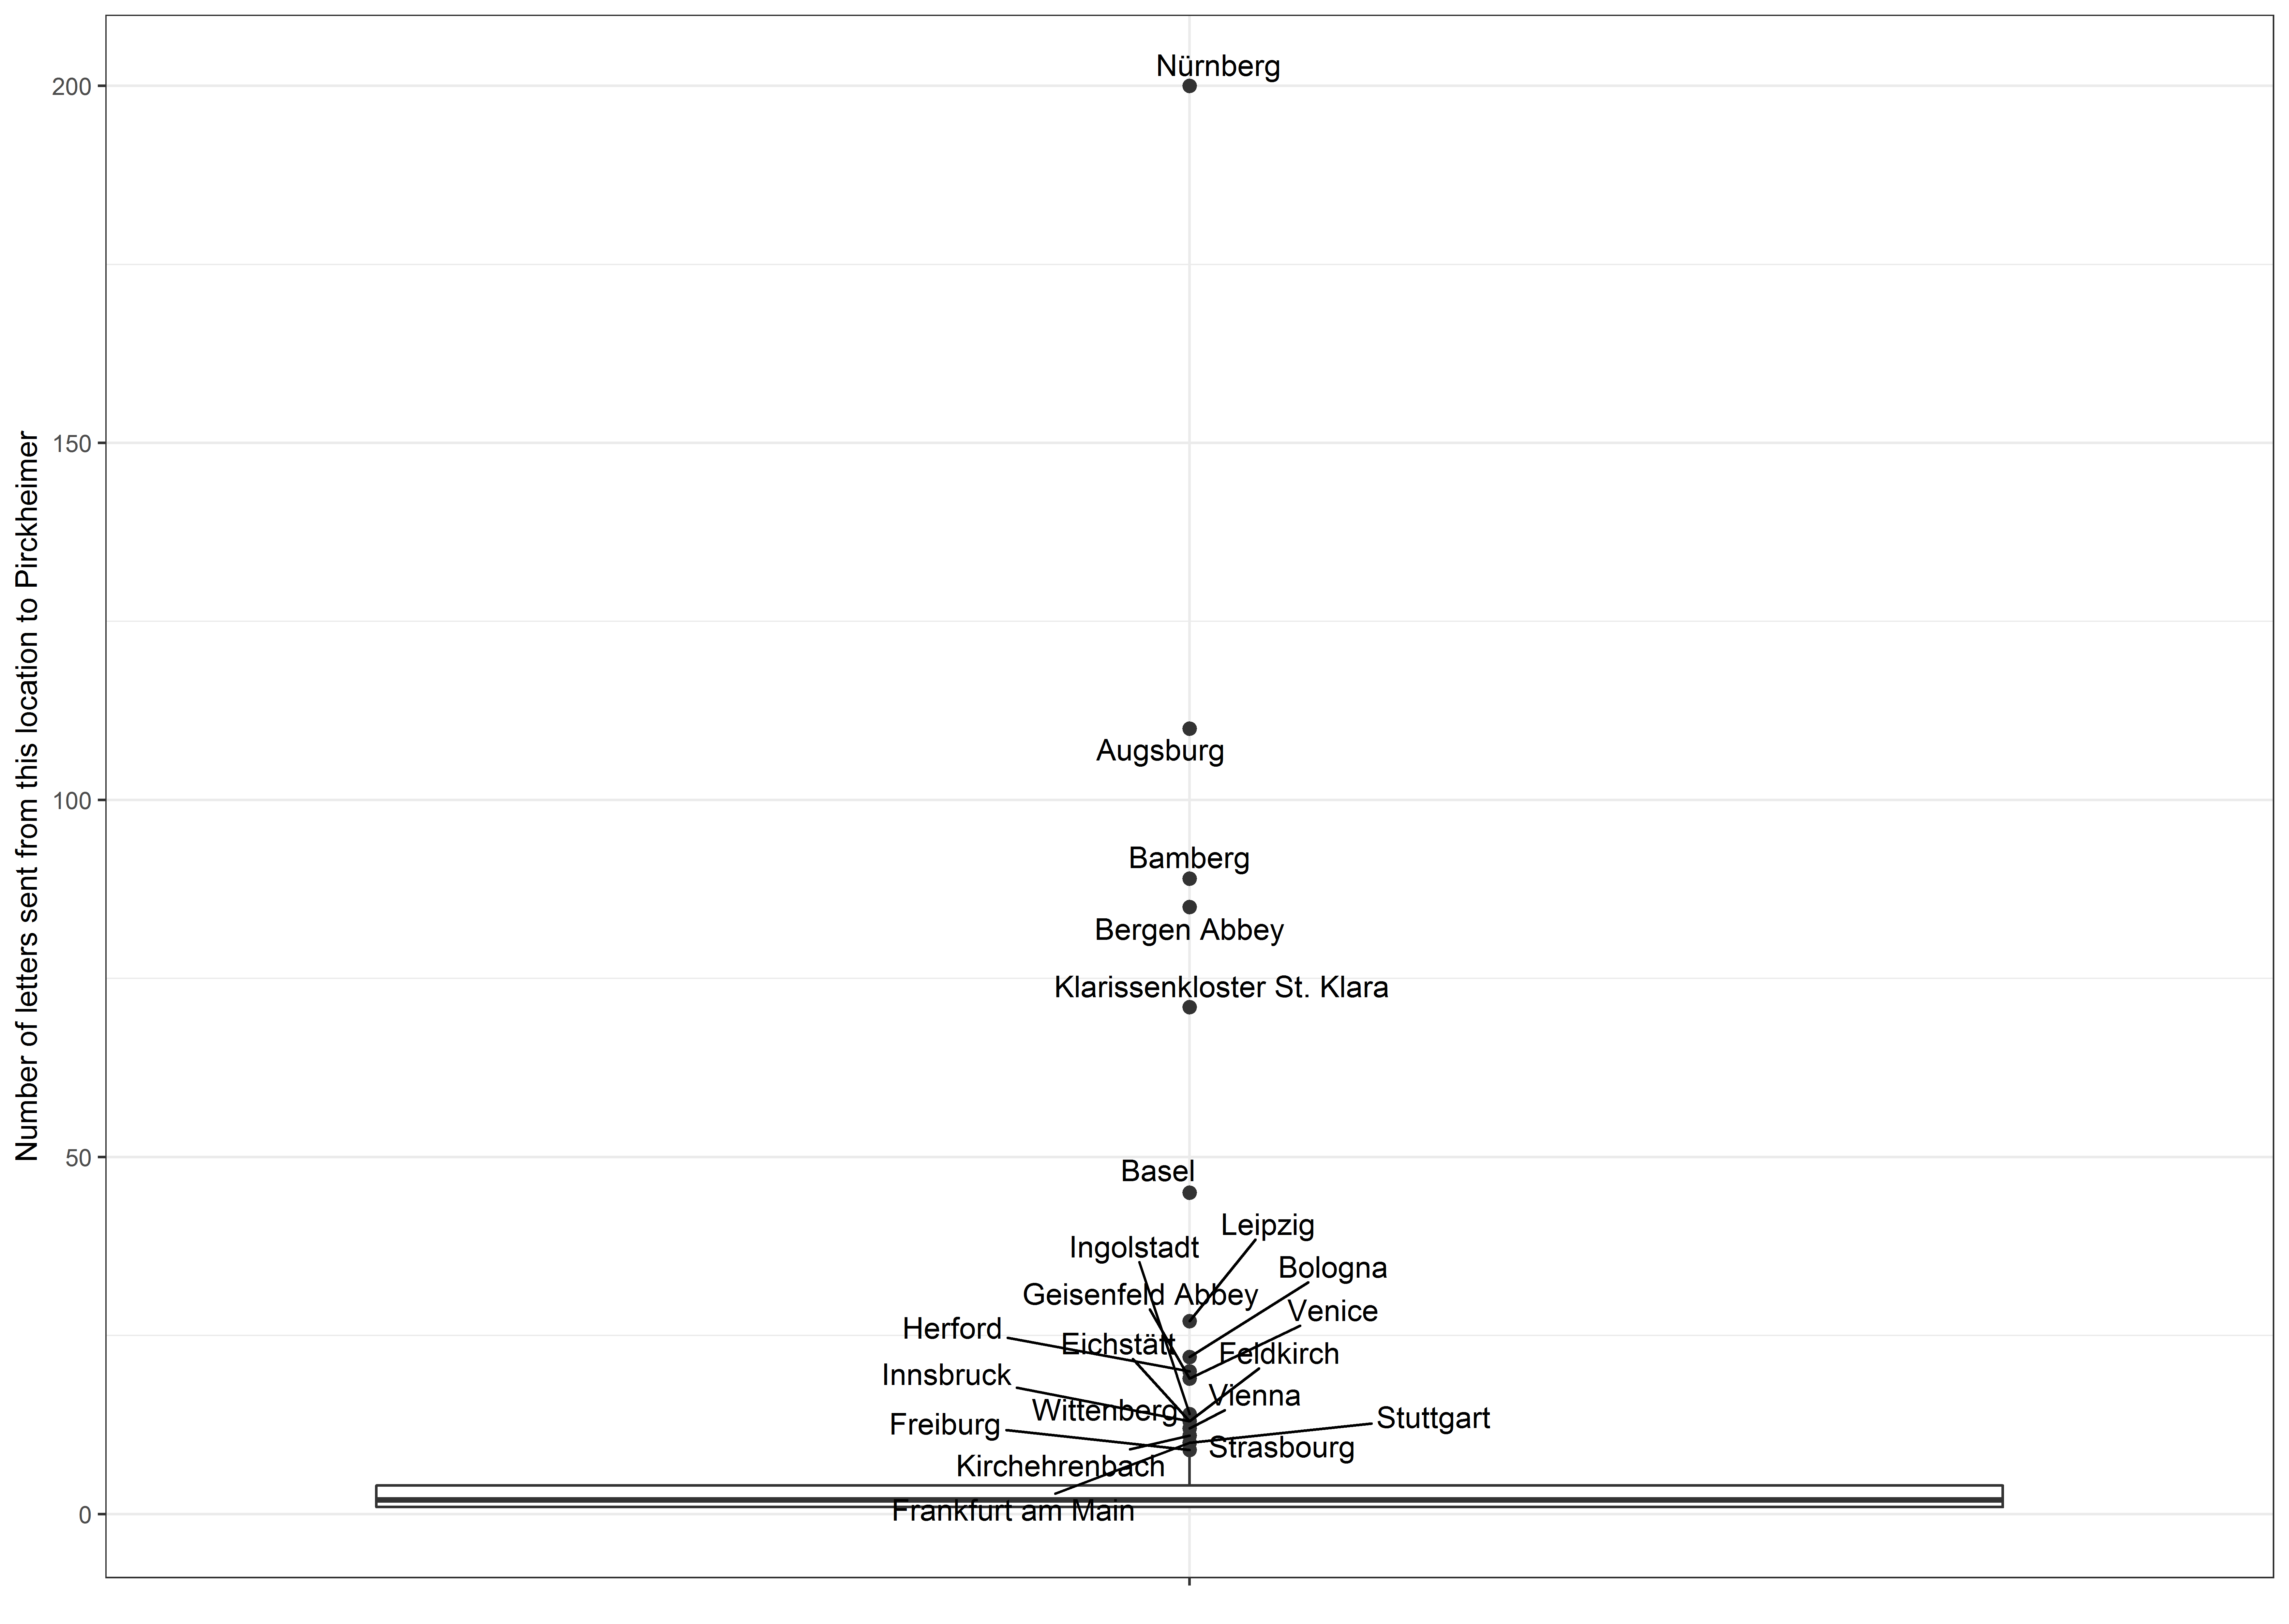 Number of letters sent from this location to Pirckheimer
200
150
100
50
0
Nürnberg
Augsburg
Bamberg
Bergen Abbey
Klarissenkloster St. Klara
Basel
Leipzig
Ingolstadt
Bologna
Geisenfeld Abbey
Venice
Herford
Eichstätt
Feldkirch
Innsbruck
Vienna
Wittenberg
Stuttgart
Freiburg
Strasbourg
Kirchehrenbach
Frankfurt am Main